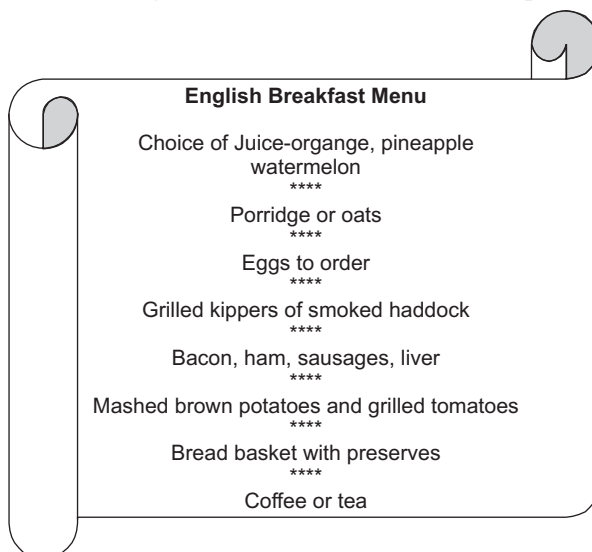 English Breakfast Menu
Choice of Juice-organge, pineapple
watermelon
****
Porridge or oats
****
Eggs to order
****
Grilled kippers of smoked haddock
****
Bacon, ham, sausages, liver
****
Mashed brown potatoes and grilled tomatoes
****
Bread basket with preserves
****
Coffee or tea